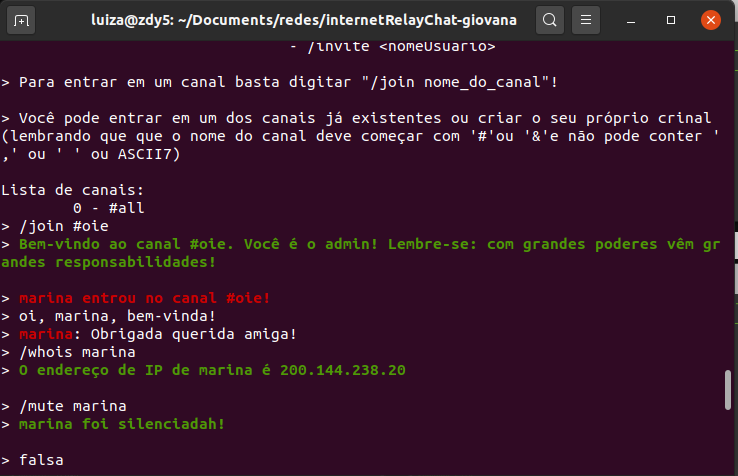 luiza@zdy5: ~/Documents/redes/internetRelayChat-giovana
- /invite <nomeUsuario>
> Para entrar em um canal basta digitar "/join nome_do_canal"!
> Você pode entrar em um dos canais já existentes ou criar o seu próprio crinal
(lembrando que que o nome do canal deve começar com '#'ou '&'e não pode conter '
,' ou ' ' ou ASCII7)
Lista de canais:
0 - #all
> /join #oie
> Bem-vindo ao canal #oie. Você é o admin! Lembre-se: com grandes poderes vêm gr
andes responsabilidades!
> marina entrou no canal #oie!
> oi, marina, bem-vinda!
> marina: Obrigada querida amiga!
> /whois marina
> O endereço de IP de marina é 200.144.238.20
> /mute marina
> marina foi silenciadah!
> falsa